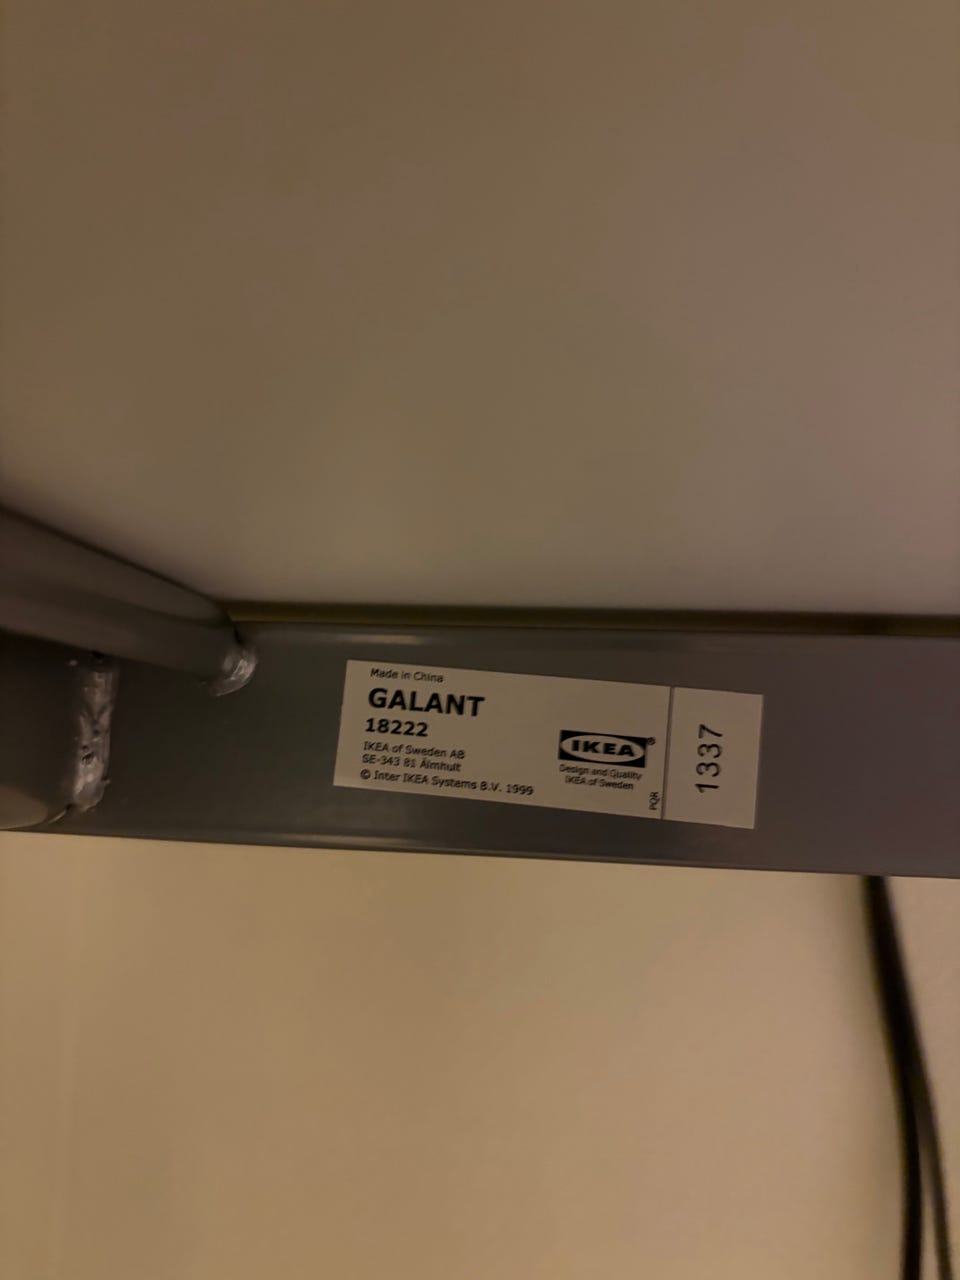 Made in China
GALANT
18222
IKEA of Sweden AB
SE-343 81 Älmhult
© Inter IKEA Systems B.V. 1999
IKEA®
Design and Quality
IKEA of Sweden
PQR
1337